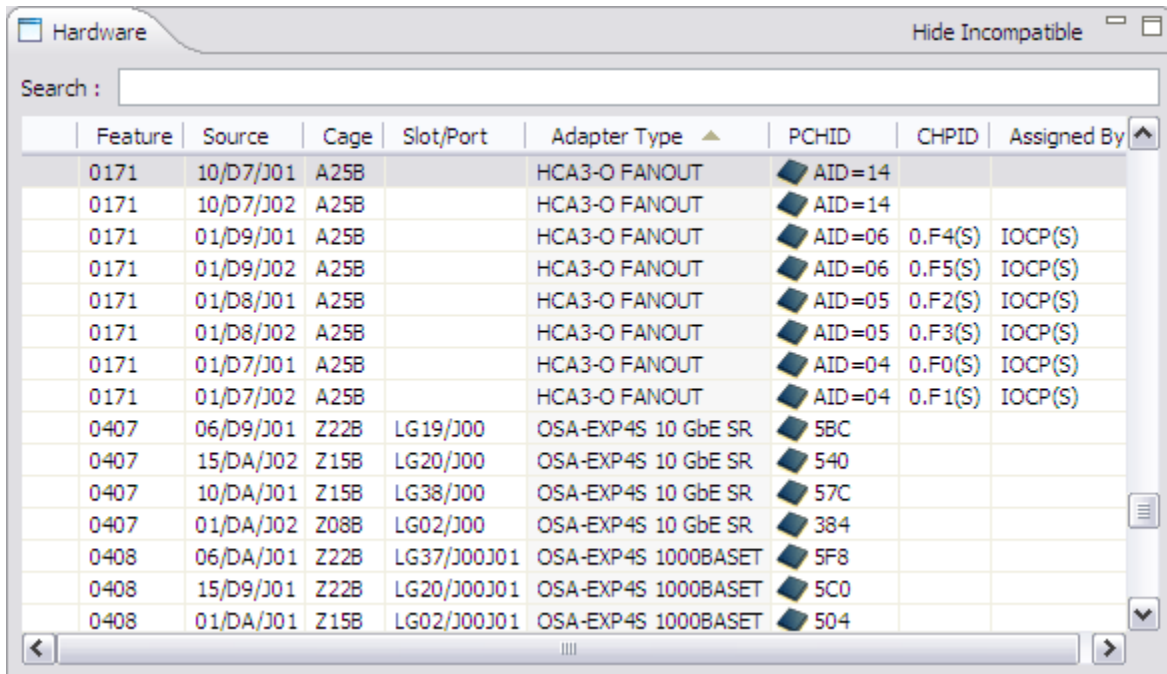 Hardware Hide Incompatible
Search :
Feature Source Cage Slot/Port Adapter Type PCHID CHPID Assigned By
0171 10/D7/J01 A25B HCA3-O FANOUT AID=14
0171 10/D7/J02 A25B HCA3-O FANOUT AID=14
0171 01/D9/J01 A25B HCA3-O FANOUT AID=06 0.F4(S) IOCP(S)
0171 01/D9/J02 A25B HCA3-O FANOUT AID=06 0.F5(S) IOCP(S)
0171 01/D8/J01 A25B HCA3-O FANOUT AID=05 0.F2(S) IOCP(S)
0171 01/D8/J02 A25B HCA3-O FANOUT AID=05 0.F3(S) IOCP(S)
0171 01/D7/J01 A25B HCA3-O FANOUT AID=04 0.F0(S) IOCP(S)
0171 01/D7/J02 A25B HCA3-O FANOUT AID=04 0.F1(S) IOCP(S)
0407 06/D9/J01 Z22B LG19/J00 OSA-EXP4S 10 GbE SR 5BC
0407 15/DA/J02 Z15B LG20/J00 OSA-EXP4S 10 GbE SR 540
0407 10/DA/J01 Z15B LG38/J00 OSA-EXP4S 10 GbE SR 57C
0407 01/DA/J02 Z08B LG02/J00 OSA-EXP4S 10 GbE SR 384
0408 06/DA/J01 Z22B LG37/J00J01 OSA-EXP4S 1000BASET 5F8
0408 15/D9/J01 Z22B LG20/J00J01 OSA-EXP4S 1000BASET 5C0
0408 01/DA/J01 Z15B LG02/J00J01 OSA-EXP4S 1000BASET 504